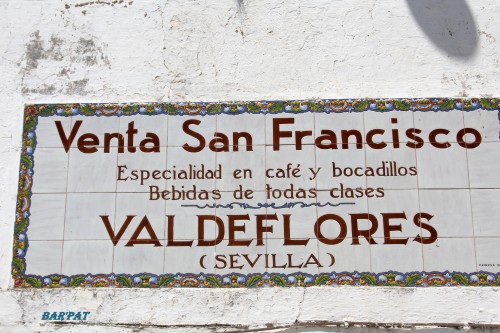 Venta San Francisco
Especialidad en café y bocadillos
Bebidas de todas clases
VALDEFLORES
(SEVILLA)
BAR'PAT